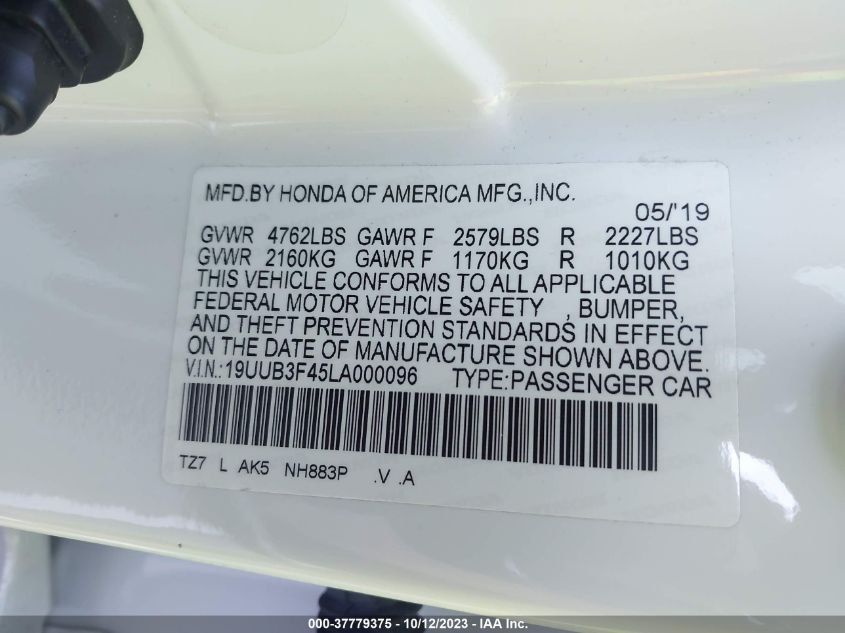 MFD.BY HONDA OF AMERICA MFG.,INC.
05/'19
GVWR 4762LBS GAWR F 2579LBS R 2227LBS
GVWR 2160KG GAWR F 1170KG R 1010KG
THIS VEHICLE CONFORMS TO ALL APPLICABLE
FEDERAL MOTOR VEHICLE SAFETY , BUMPER,
AND THEFT PREVENTION STANDARDS IN EFFECT
ON THE DATE OF MANUFACTURE SHOWN ABOVE.
V.I.N.:19UUB3F45LA000096 TYPE:PASSENGER CAR
TZ7 L AK5 NH883P .V .A
000-37779375 - 10/12/2023 - IAA Inc.